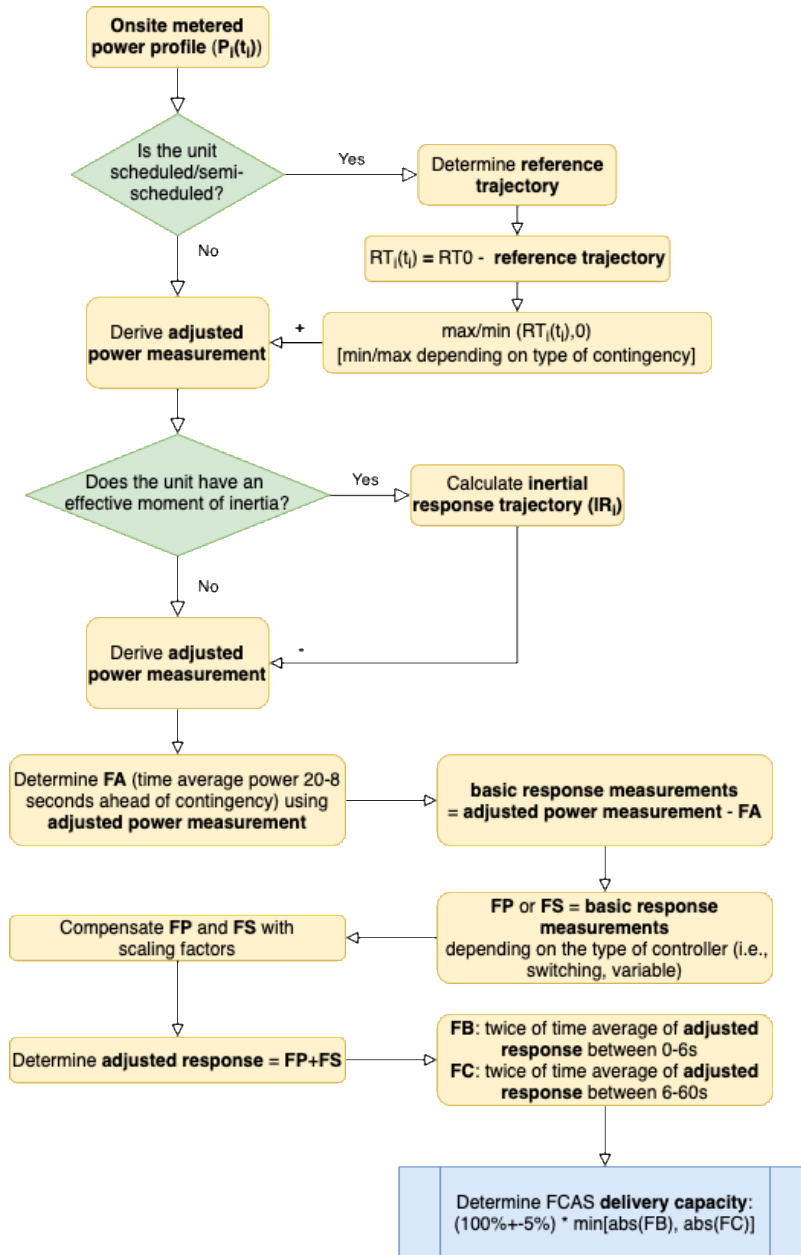 Onsite metered
power profile (Pᵢ(tᵢ))
Is the unit
scheduled/semi-
scheduled?
Yes
Determine reference
trajectory
No
RTᵢ(tᵢ) = RT0 - reference trajectory
Derive adjusted
power measurement
+
max/min (RTᵢ(tᵢ),0)
[min/max depending on type of contingency]
Does the unit have an
effective moment of inertia?
Yes
Calculate inertial
response trajectory (IRᵢ)
No
Derive adjusted
power measurement
-
Determine FA (time average power 20-8
seconds ahead of contingency) using
adjusted power measurement
basic response measurements
= adjusted power measurement - FA
FP or FS = basic response
measurements
depending on the type of controller (i.e.,
switching, variable)
Compensate FP and FS with
scaling factors
Determine adjusted response = FP+FS
FB: twice of time average of adjusted
response between 0-6s
FC: twice of time average of adjusted
response between 6-60s
Determine FCAS delivery capacity:
(100%+-5%) * min[abs(FB), abs(FC)]